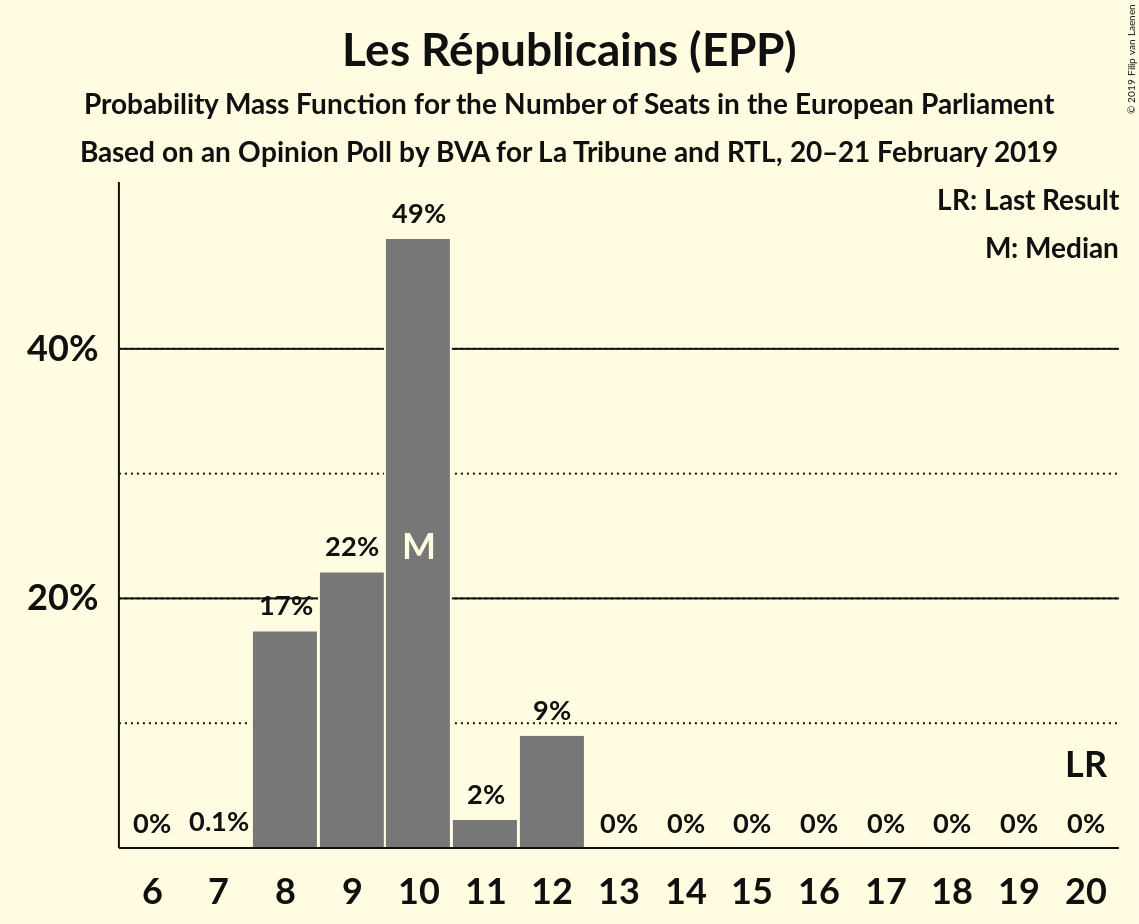 Les Républicains (EPP)
Probability Mass Function for the Number of Seats in the European Parliament
Based on an Opinion Poll by BVA for La Tribune and RTL, 20–21 February 2019
© 2019 Filip van Laenen
LR: Last Result
M: Median
49%
40%
22%
M
20%
17%
9%
LR
2%
0% 0.1% 0% 0% 0% 0% 0% 0% 0% 0%
6 7 8 9 10 11 12 13 14 15 16 17 18 19 20